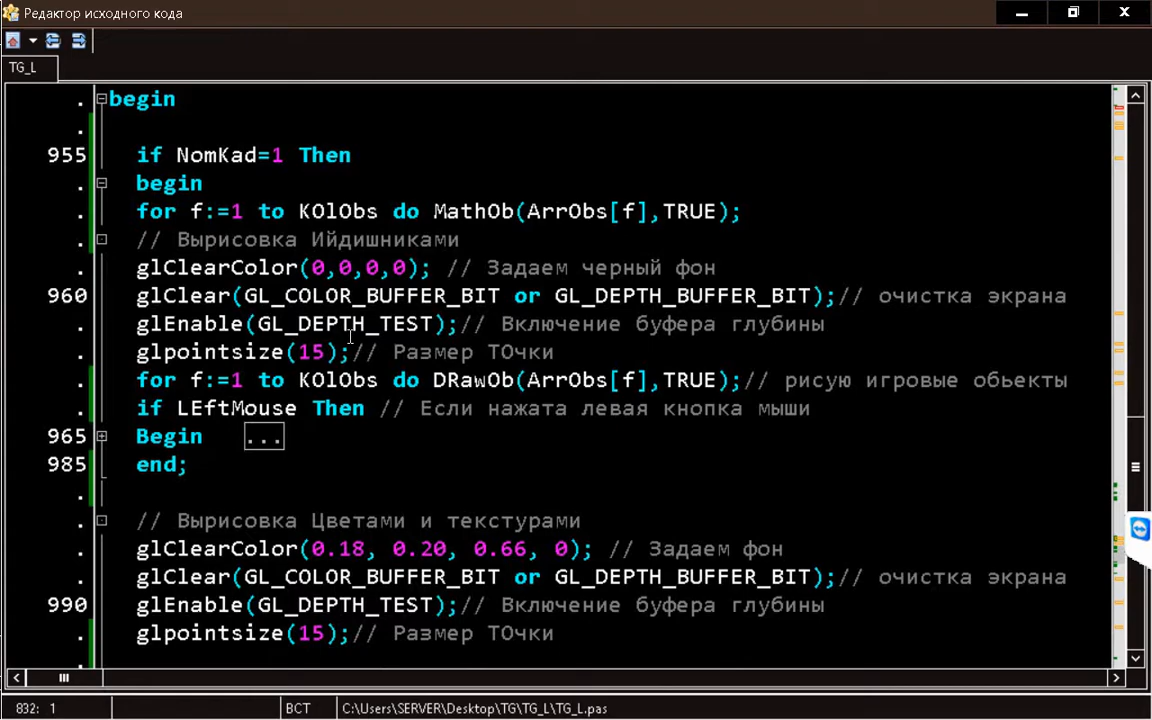 Редактор исходного кода
TG_L
begin
955 if NomKad=1 Then
begin
for f:=1 to KOlObs do MathOb(ArrObs[f],TRUE);
// Вырисовка Ийдишниками
glClearColor(0,0,0,0); // Задаем черный фон
960 glClear(GL_COLOR_BUFFER_BIT or GL_DEPTH_BUFFER_BIT);// очистка экрана
glEnable(GL_DEPTH_TEST);// Включение буфера глубины
glpointsize(15);// Размер ТОчки
for f:=1 to KOlObs do DRawOb(ArrObs[f],TRUE);// рисую игровые обьекты
if LEftMouse Then // Если нажата левая кнопка мыши
965 Begin ...
985 end;
// Вырисовка Цветами и текстурами
glClearColor(0.18, 0.20, 0.66, 0); // Задаем фон
glClear(GL_COLOR_BUFFER_BIT or GL_DEPTH_BUFFER_BIT);// очистка экрана
990 glEnable(GL_DEPTH_TEST);// Включение буфера глубины
glpointsize(15);// Размер ТОчки
832: 1 ВСТ C:\Users\SERVER\Desktop\TG\TG_L\TG_L.pas